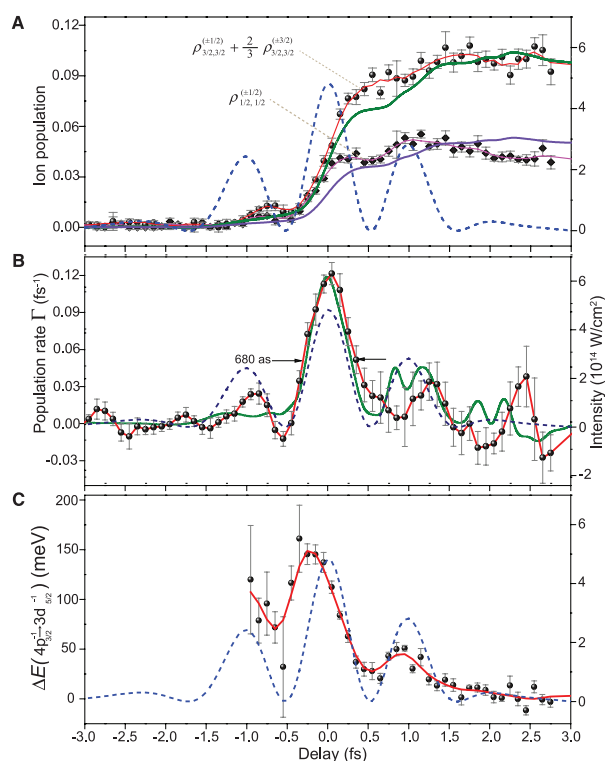 A
Ion population
0.12
0.09
0.06
0.03
0.00
ρ3/2,3/2(±1/2) + 2/3 ρ3/2,3/2(±3/2)
ρ1/2, 1/2(±1/2)
6
4
2
0
B
Population rate Γ (fs-1)
0.12
0.09
0.06
0.03
0.00
-0.03
680 as
6
4
2
0
-2
Intensity (10^14 W/cm2)
C
ΔE(4p-13/2→3d-15/2) (meV)
200
150
100
50
0
6
4
2
0
-3.0 -2.5 -2.0 -1.5 -1.0 -0.5 0.0 0.5 1.0 1.5 2.0 2.5 3.0
Delay (fs)